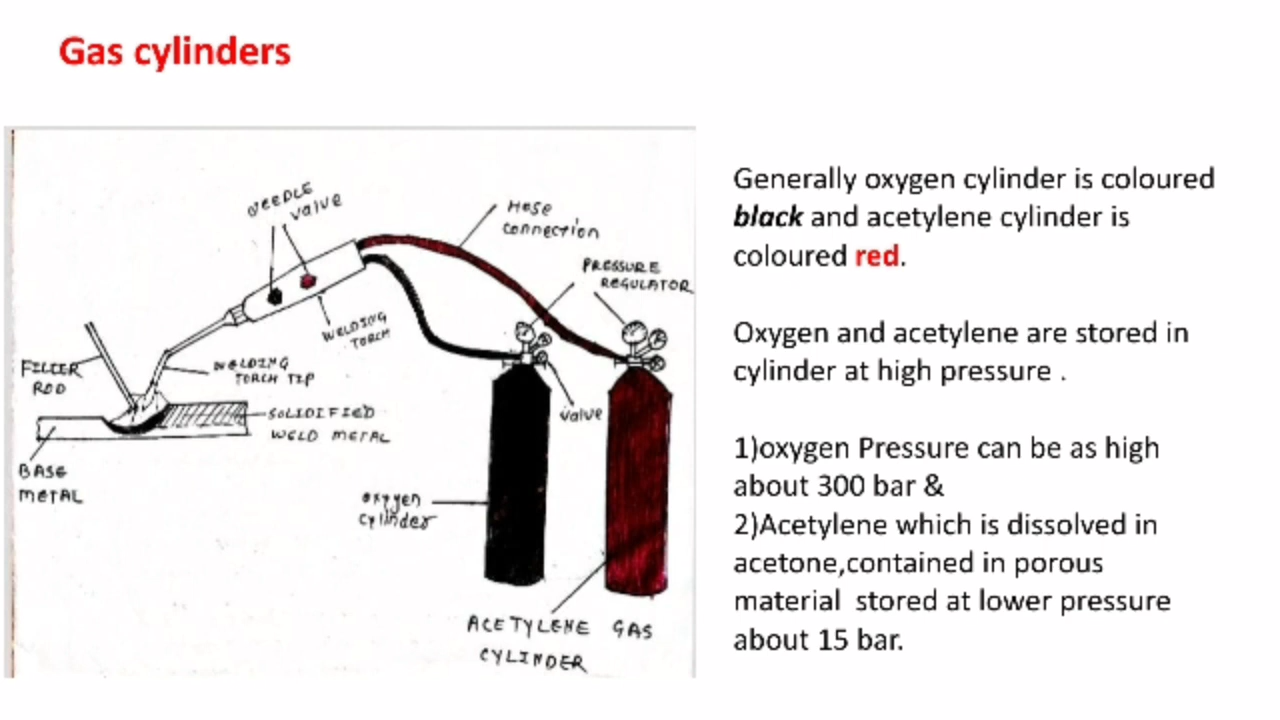 Gas cylinders
NEEDLE
valve
Hose
connection
PRESSURE
REGULATOR
WELDING
TORCH
FILLER
ROD
WELDING
TORCH TIP
SOLIDIFIED
WELD METAL
valve
BASE
METAL
oxygen
cylinder
ACETYLENE GAS
CYLINDER
Generally oxygen cylinder is coloured
black and acetylene cylinder is
coloured red.
Oxygen and acetylene are stored in
cylinder at high pressure .
1)oxygen Pressure can be as high
about 300 bar &
2)Acetylene which is dissolved in
acetone,contained in porous
material  stored at lower pressure
about 15 bar.